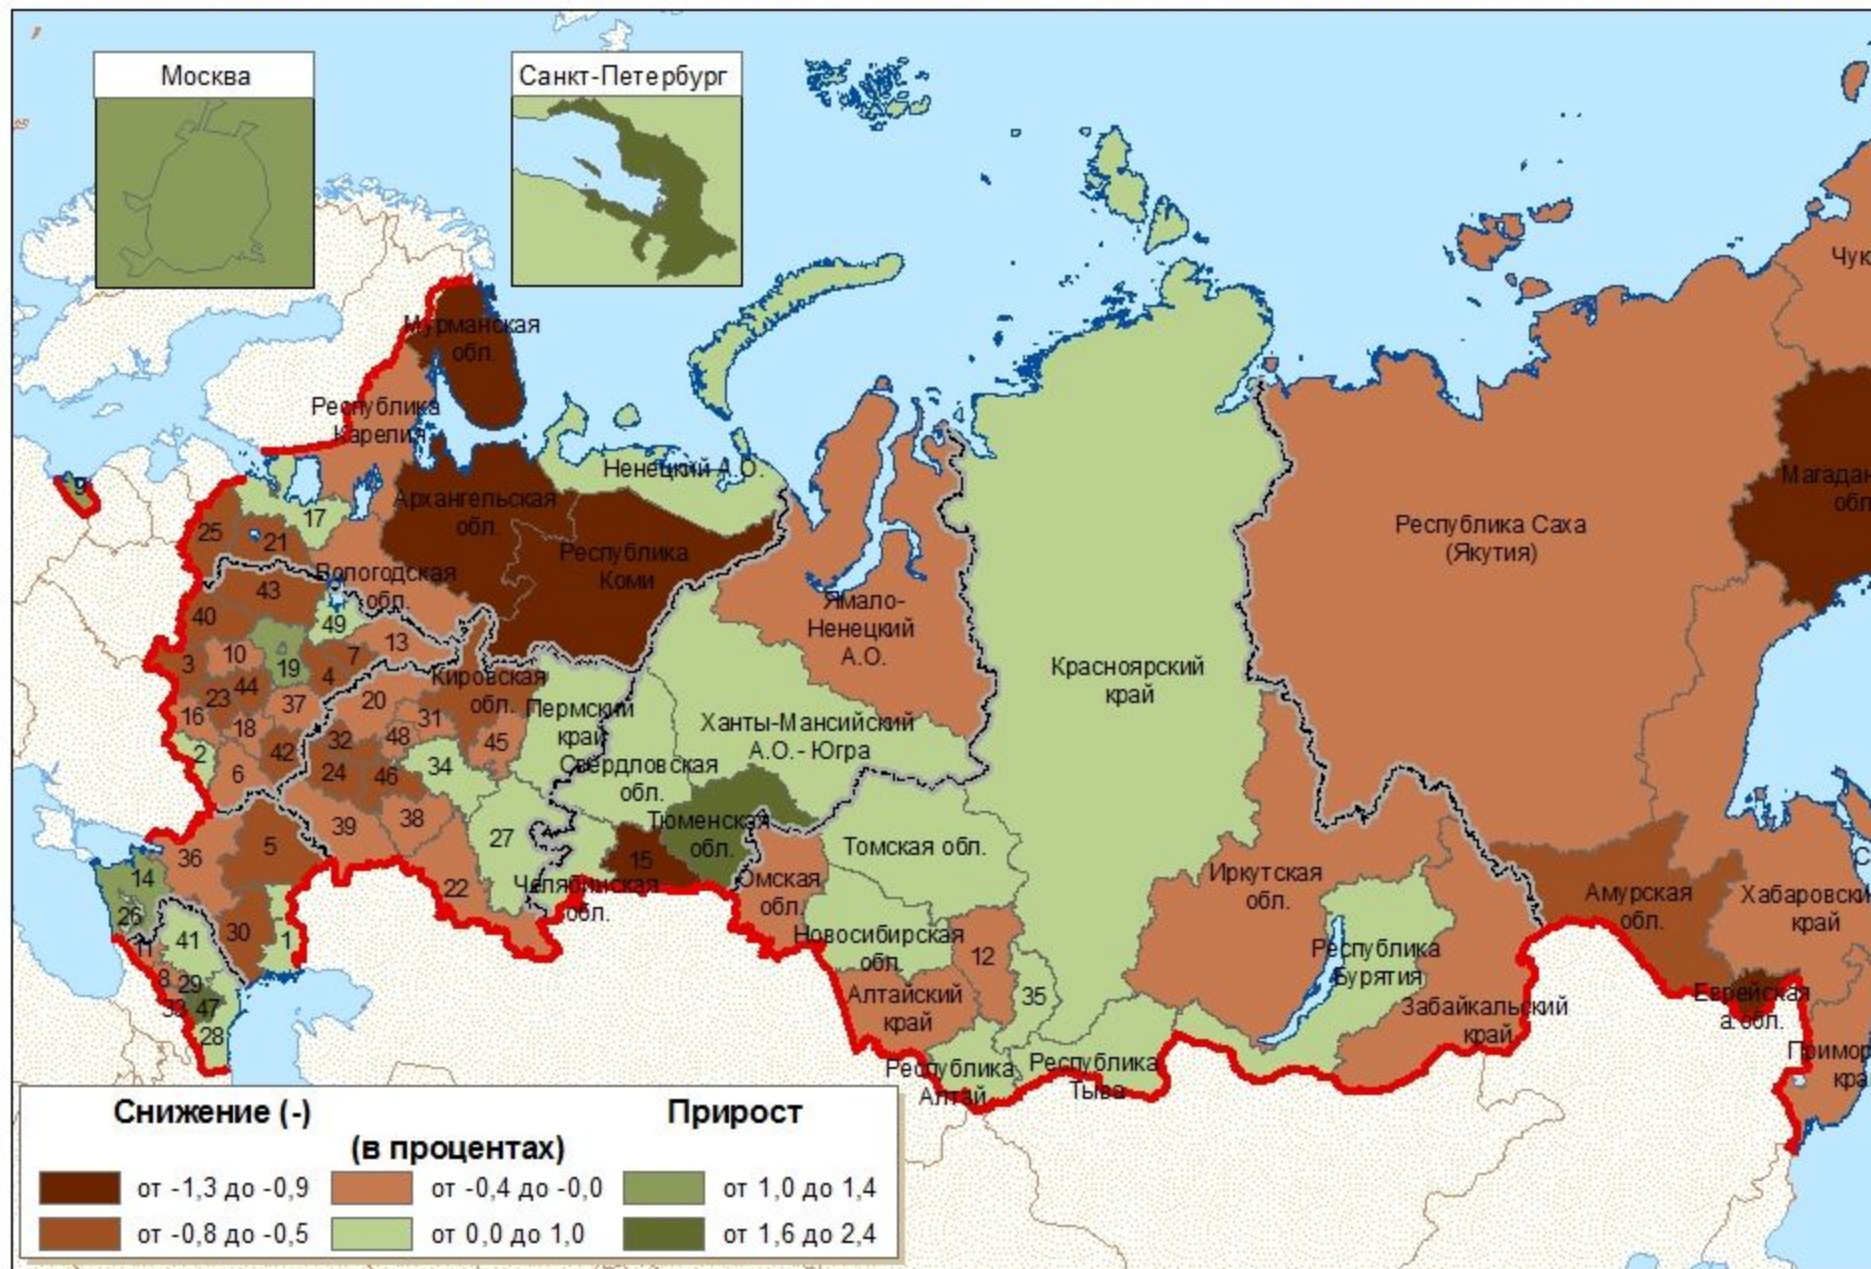 Москва
Санкт-Петербург
Чук
Мурманская
обл.
Республика
Карелия
Ненецкий А.О.
9
Архангельская
обл.
Магадан
обл
17
25
21
Республика Саха
(Якутия)
Республика
Коми
Вологодская
обл.
43
40
49
13
Ямало-
Ненецкий
А.О.
3
10
19
7
4
Красноярский
край
Кировская
обл.
44
23
37
20
16
18
31
Пермский
край
Ханты-Мансийский
А.О.- Югра
2
42
32
48
45
6
24
46
34
Свердловская
обл.
39
38
27
Тюменская
обл.
36
5
15
Томская обл.
14
22
Челябинская
обл.
Омская
обл.
Иркутская
обл.
Амурская
обл.
С
Хабаровски
край
26
11
41
30
1
Новосибирская
обл.
12
Республика
Бурятия
8
29
33
47
28
Алтайский
край
35
Забайкальский
край
Еврейская
а.обл.
Республика
Алтай
Республика
Тыва
Примор
кра
Снижение (-)
Прирост
(в процентах)
от -1,3 до -0,9
от -0,4 до -0,0
от 1,0 до 1,4
от -0,8 до -0,5
от 0,0 до 1,0
от 1,6 до 2,4